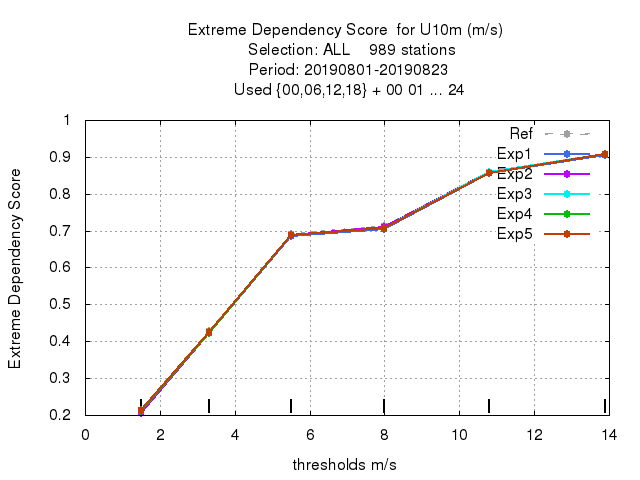 Extreme Dependency Score  for U10m (m/s)
Selection: ALL    989 stations
Period: 20190801-20190823
Used {00,06,12,18} + 00 01 ... 24
Extreme Dependency Score
1
0.9
0.8
0.7
0.6
0.5
0.4
0.3
0.2
Ref
Exp1
Exp2
Exp3
Exp4
Exp5
0 2 4 6 8 10 12 14
thresholds m/s